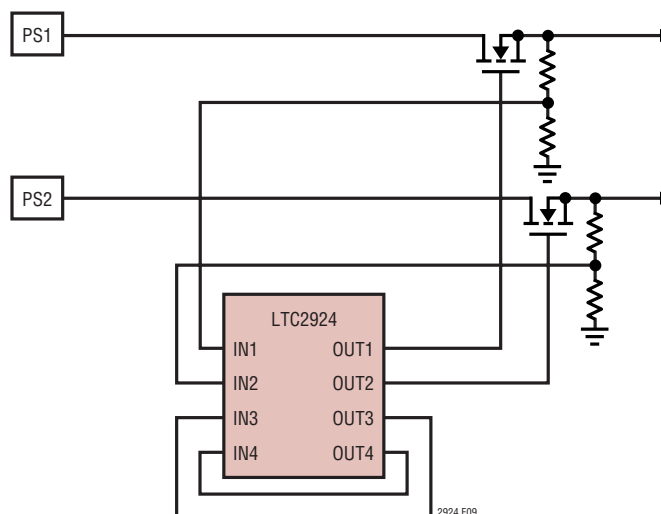 PS1
PS2
LTC2924
IN1 OUT1
IN2 OUT2
IN3 OUT3
IN4 OUT4
2924 F09